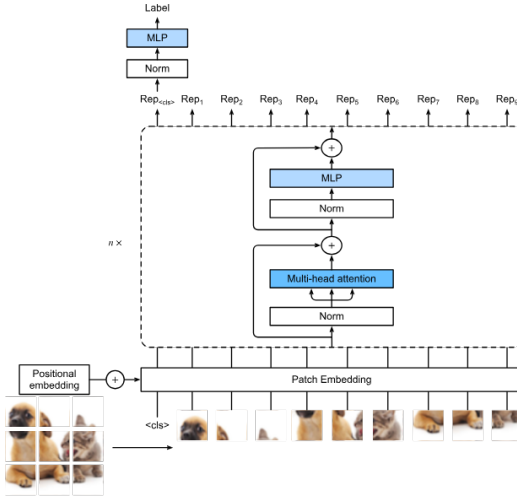 Label
MLP
Norm
Rep<cls> Rep1 Rep2 Rep3 Rep4 Rep5 Rep6 Rep7 Rep8 Rep9
+
MLP
Norm
n ×
+
Multi-head attention
Norm
Positional
embedding
+
Patch Embedding
<cls>